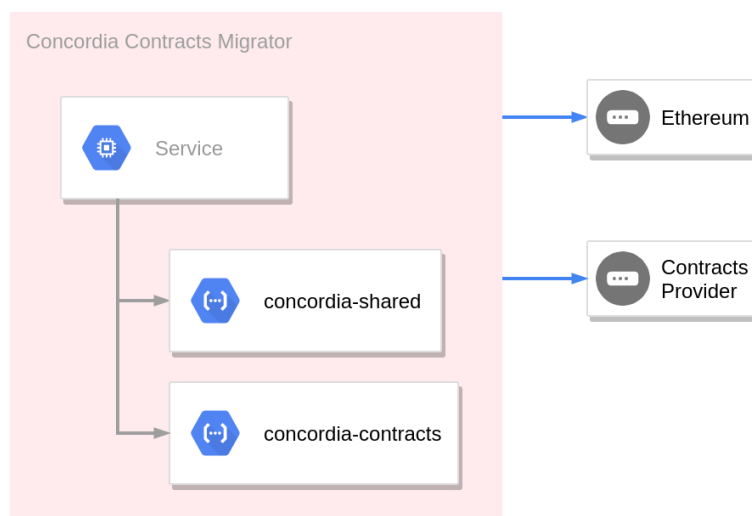 Concordia Contracts Migrator
Service
concordia-shared
concordia-contracts
Ethereum
Contracts
Provider